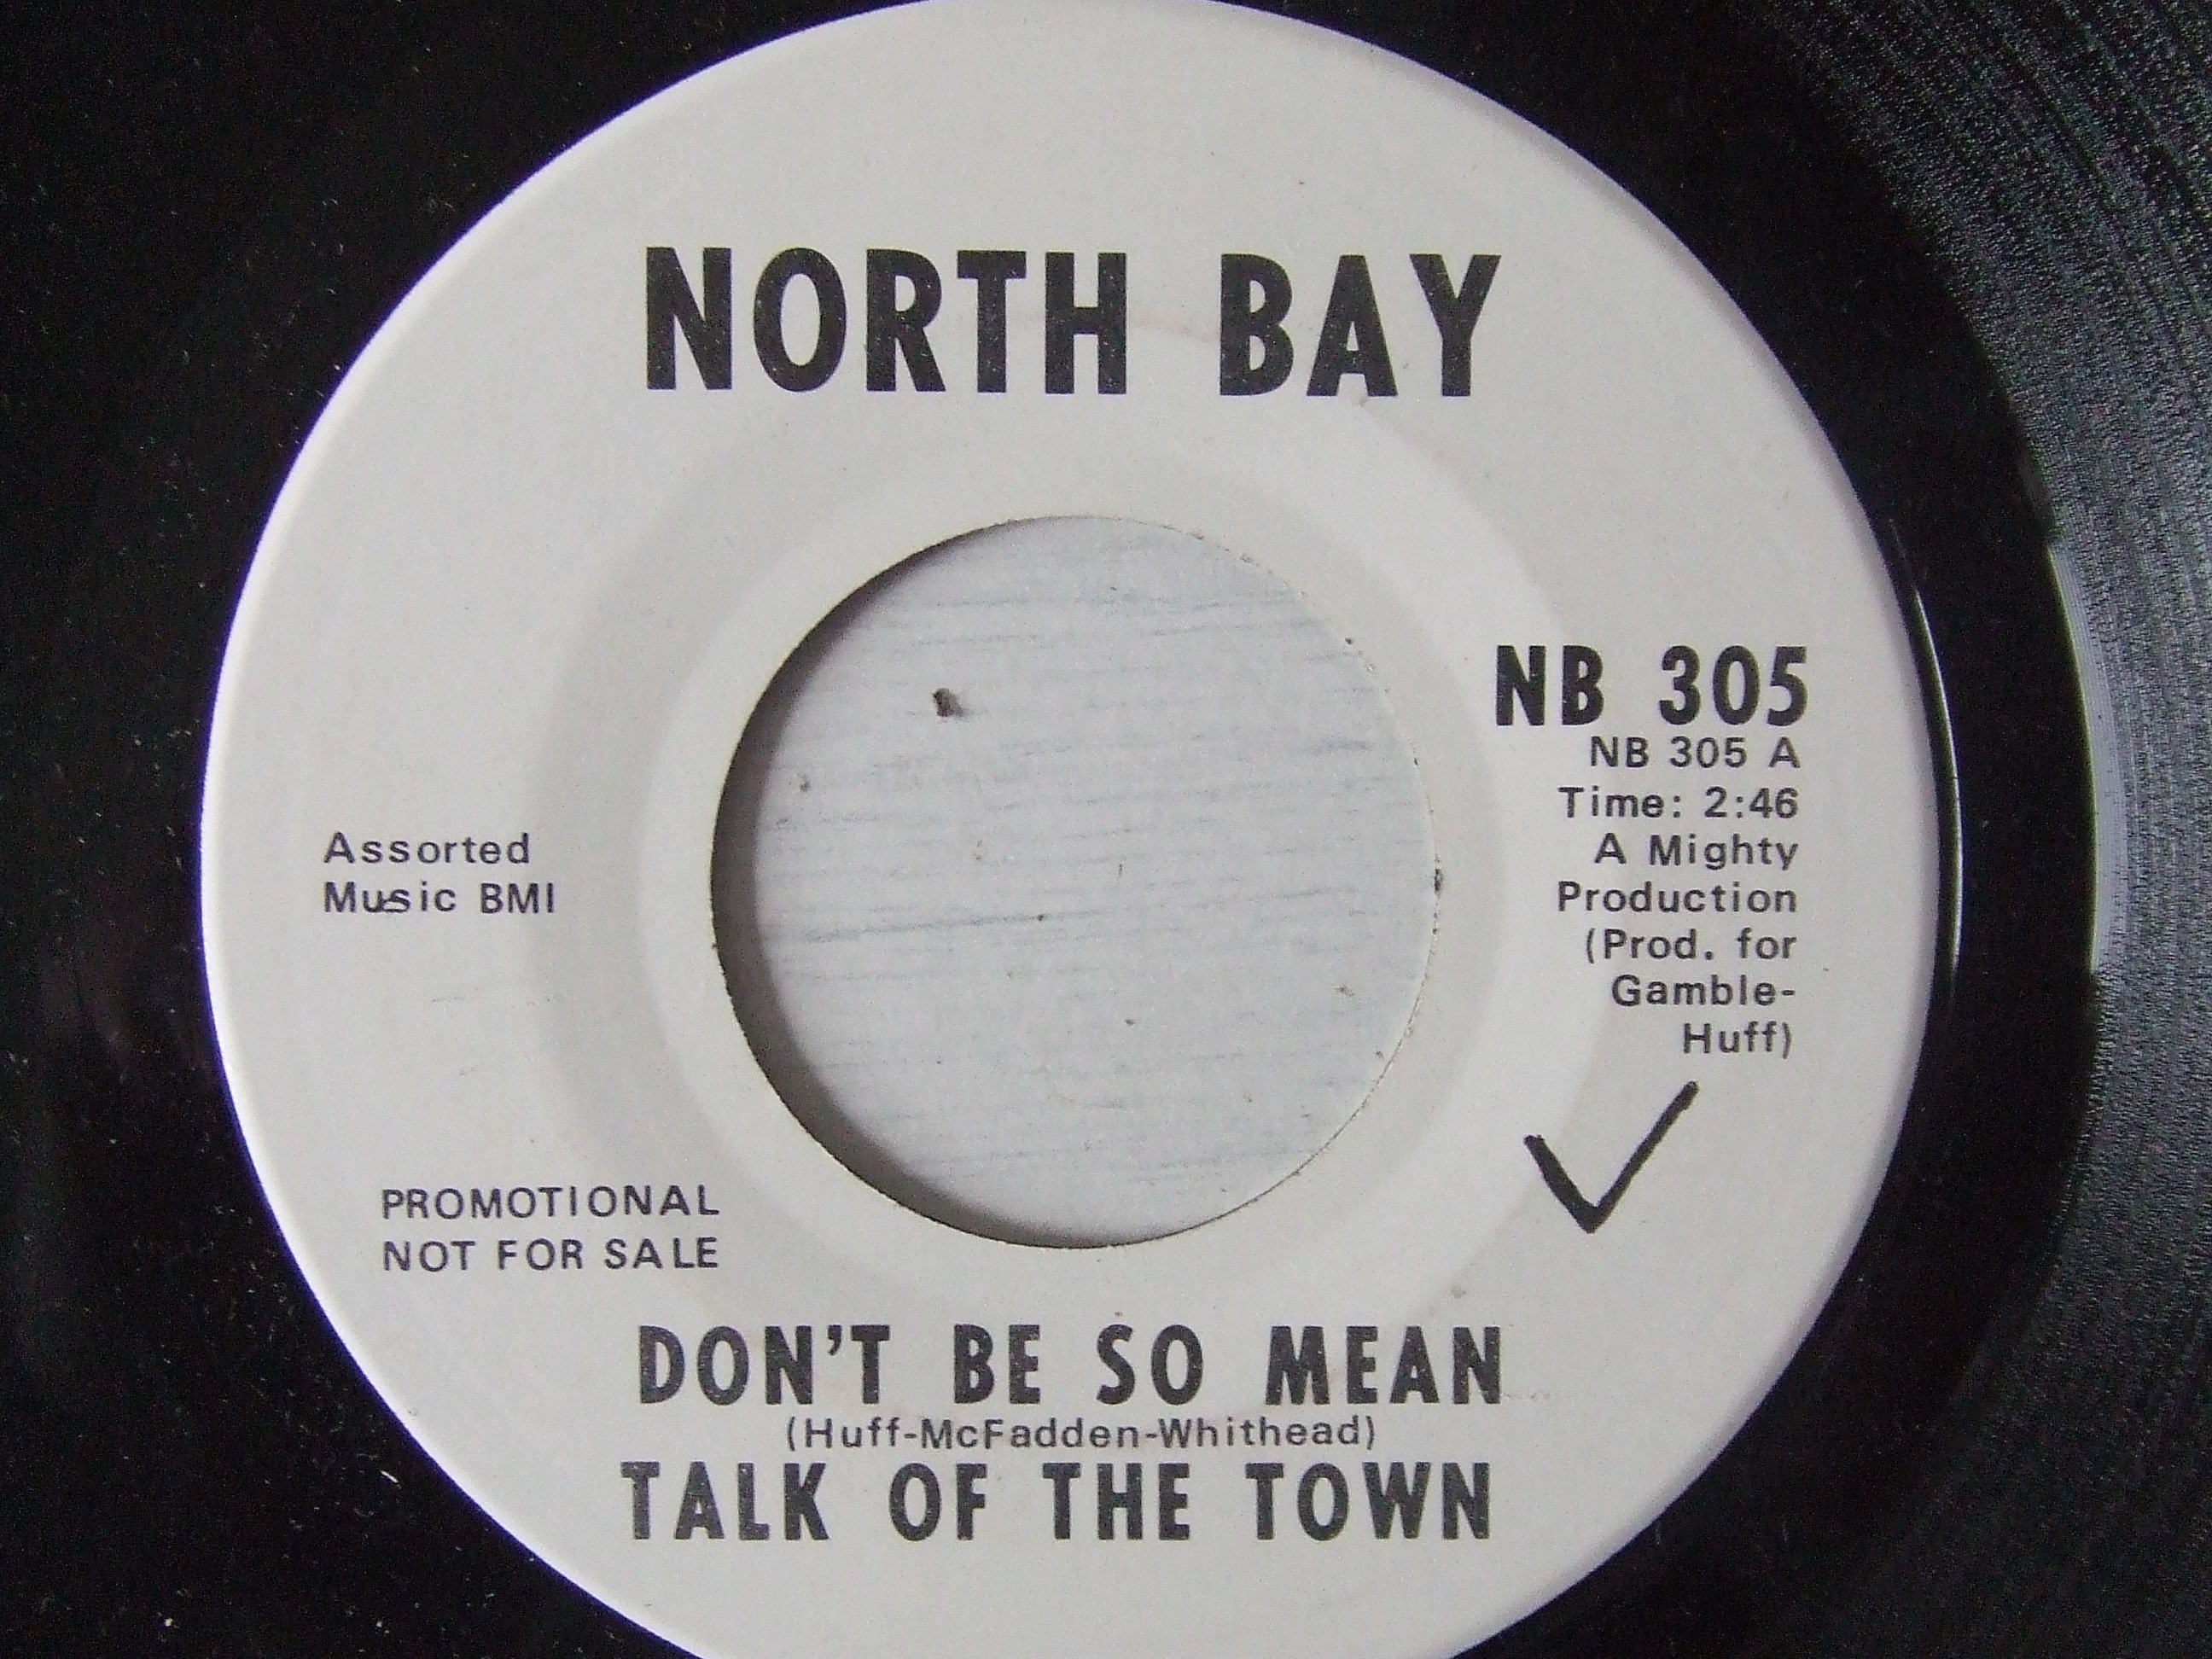 NORTH BAY
NB 305
NB 305 A
Time: 2:46
A Mighty
Production
(Prod. for
Gamble-
Huff)
Assorted
Music BMI
PROMOTIONAL
NOT FOR SALE
DON'T BE SO MEAN
(Huff-McFadden-Whithead)
TALK OF THE TOWN